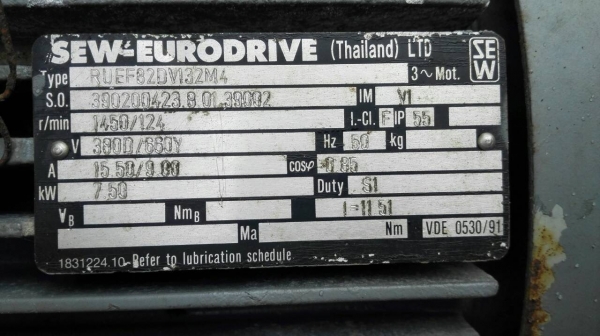 SEW-EURODRIVE (Thailand) LTD SEW
Type RUEF82DV132M4 3~ Mot.
S.O. 390200423.8.01.38002 IM V1
r/min 1450/124 I.-Cl. F IP 55
V 380D/660Y Hz 50 kg
A 15.50/9.00 cosφ 0.85
kW 7.50 Duty S1
VB NmB I=11.51
Ma Nm VDE 0530/91
1831224.10 Refer to lubrication schedule